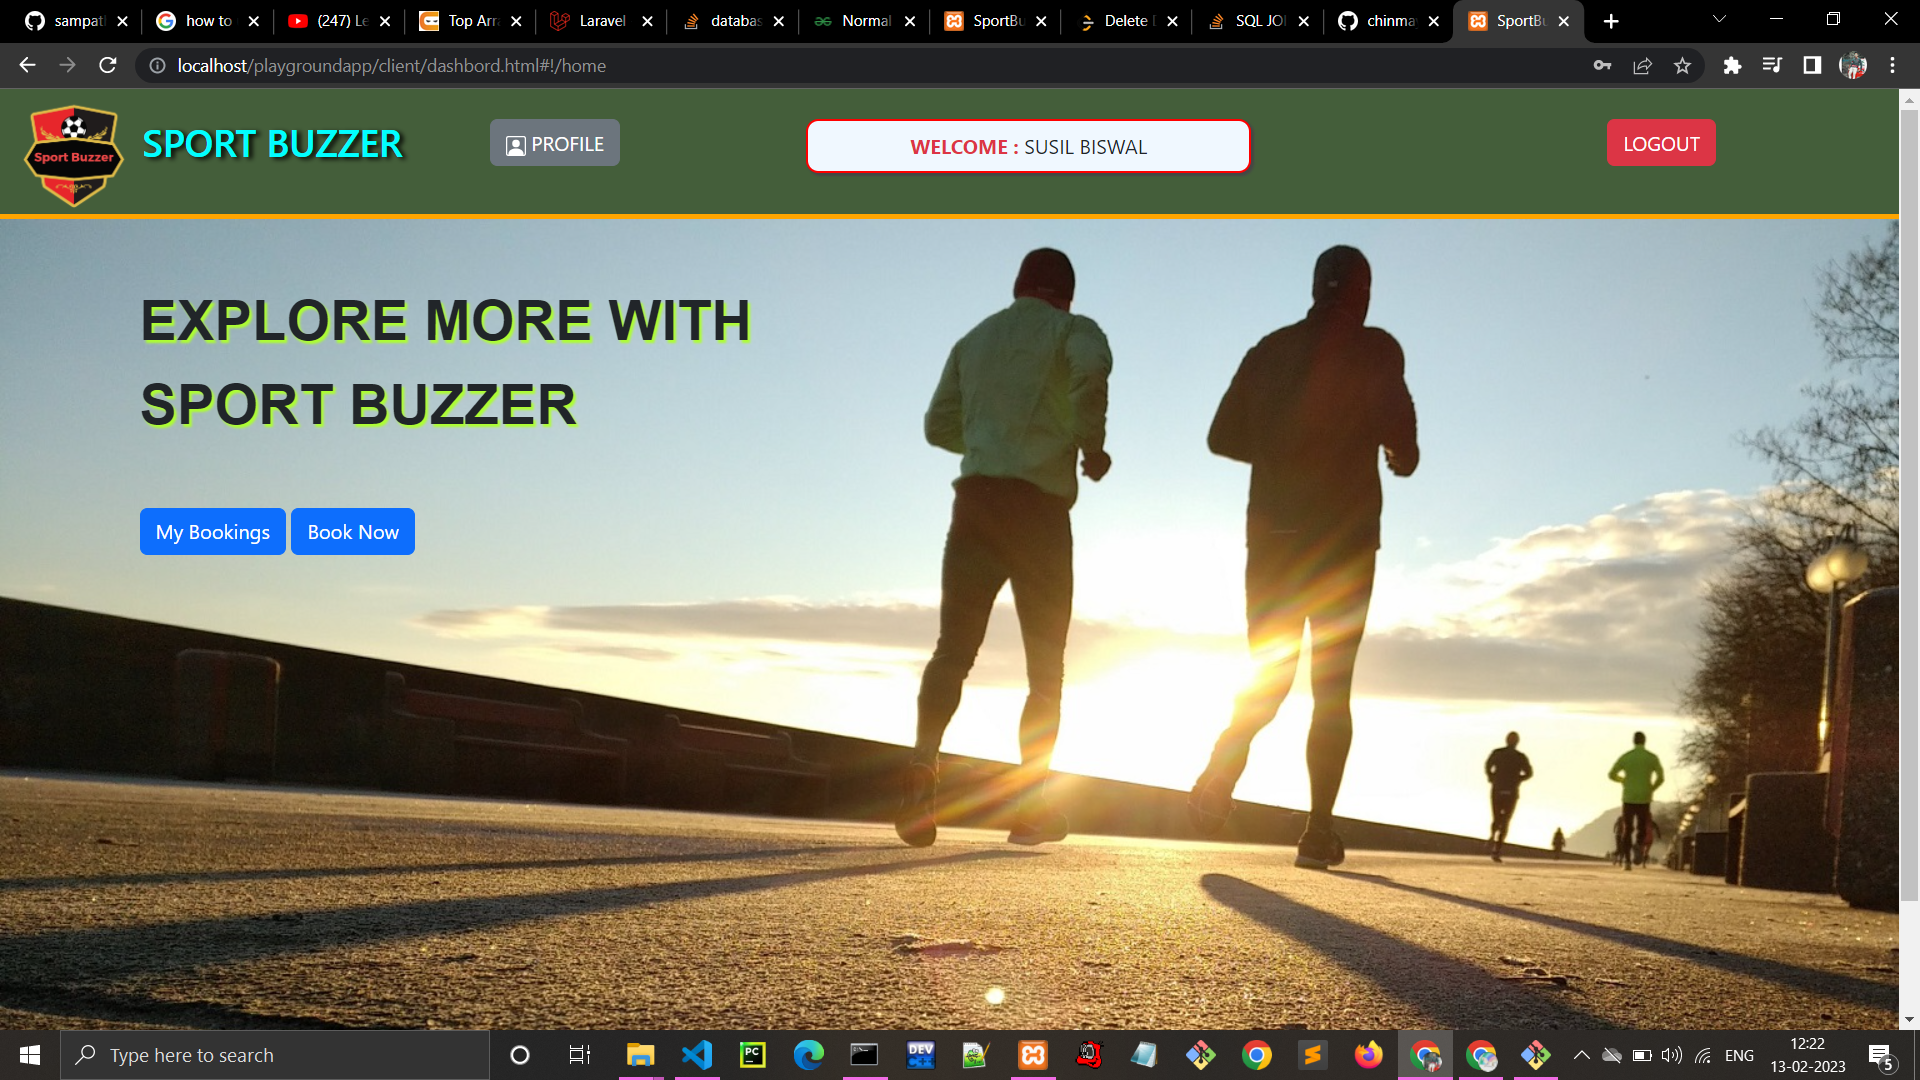 sampat
how to
(247) Le
Top Arr
Laravel
databas
Normal
SportBu
Delete
SQL JO
chinma
SportBu
localhost/playgroundapp/client/dashbord.html#!/home
Sport Buzzer
SPORT BUZZER
PROFILE
WELCOME : SUSIL BISWAL
LOGOUT
EXPLORE MORE WITH
SPORT BUZZER
My Bookings
Book Now
Type here to search
PC
DEV
ENG
12:22
13-02-2023
5